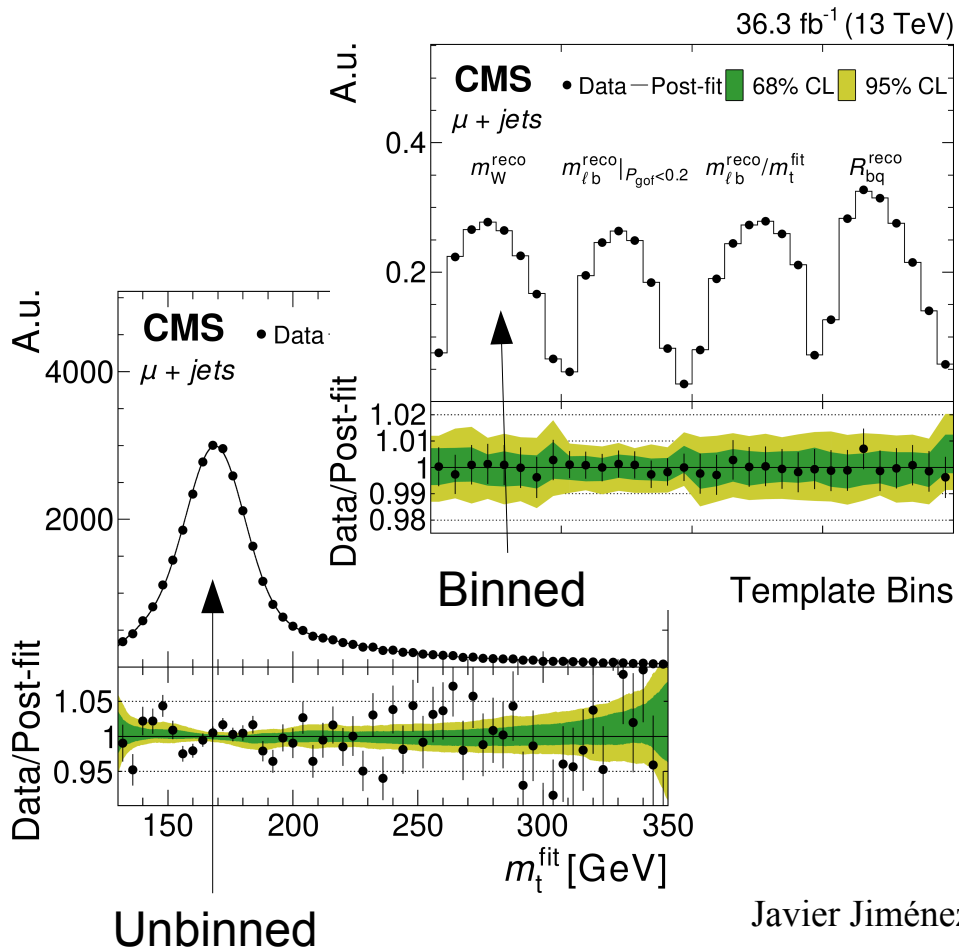 36.3 fb⁻¹ (13 TeV)
A.u.
CMS
Data Post-fit 68% CL 95% CL
μ + jets
0.4
m_W^reco m_ℓb^reco|P_gof<0.2 m_ℓb^reco/m_t^fit R_bq^reco
0.2
Data/Post-fit
1.02
1.01
1
0.99
0.98
Binned
Template Bins
A.u.
CMS
Data
μ + jets
4000
2000
Data/Post-fit
1.05
1
0.95
150 200 250 300 350
m_t^fit [GeV]
Unbinned
Javier Jiménez